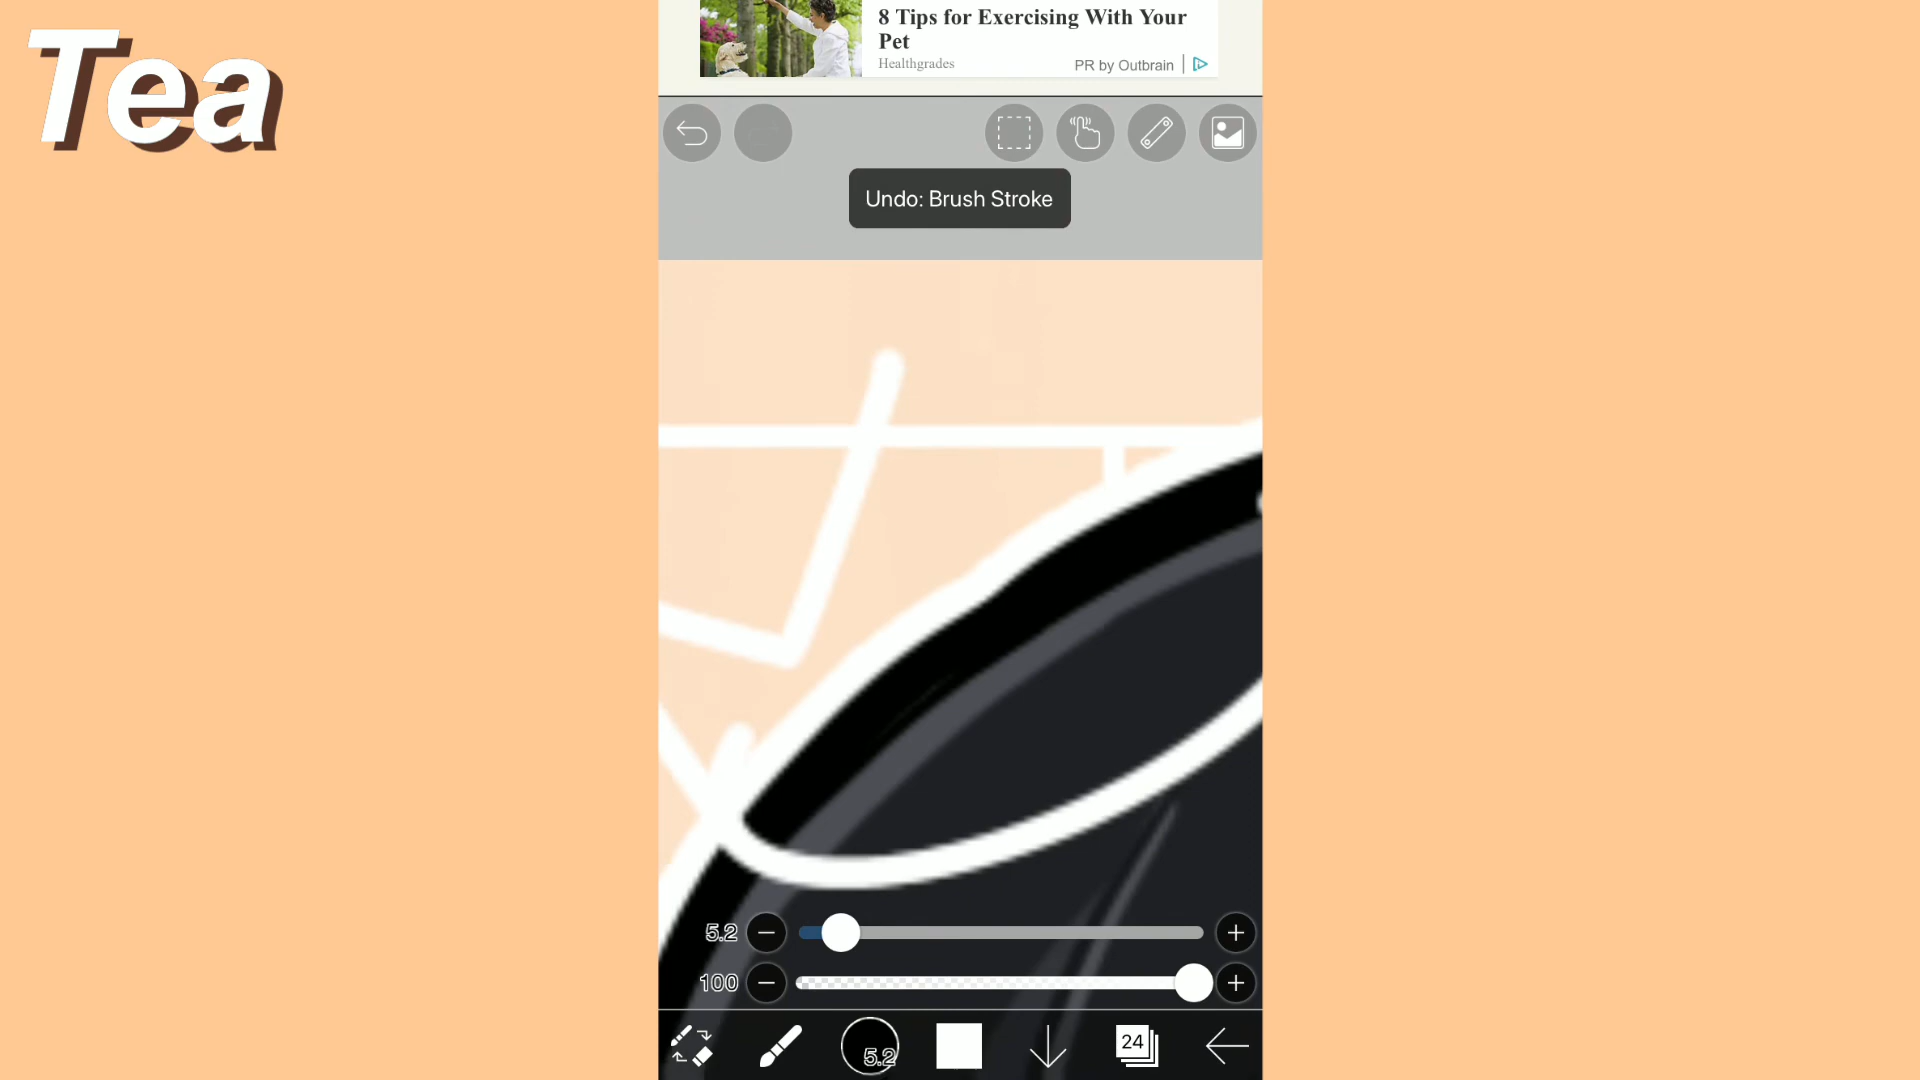 Tea
8 Tips for Exercising With Your
Pet
Healthgrades
PR by Outbrain
Undo: Brush Stroke
5.2
100
5.2
24